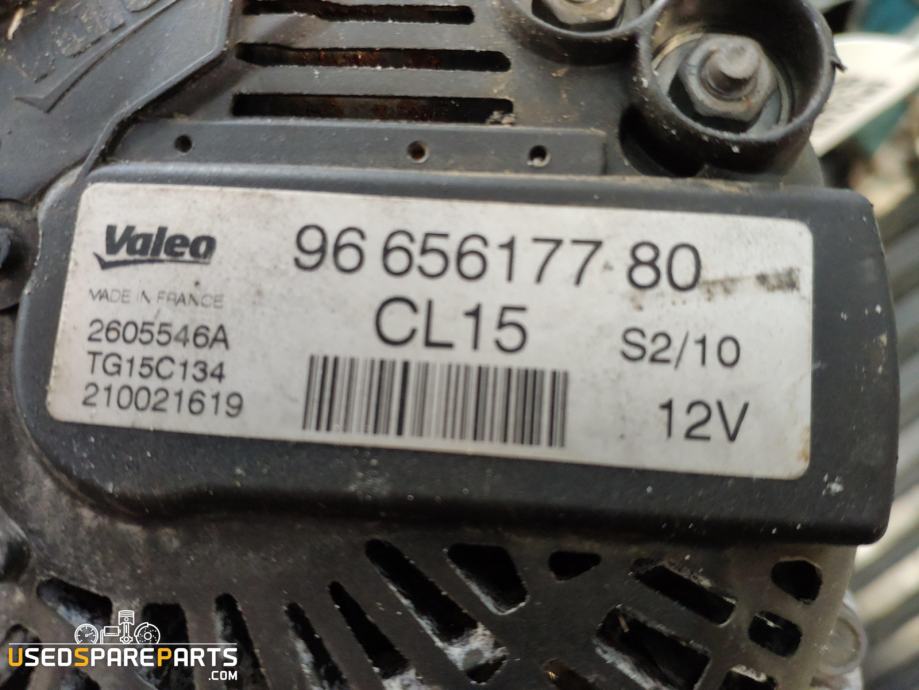 Valeo
96 656177 80
MADE IN FRANCE
2605546A
CL15
S2/10
TG15C134
210021619
12V
USEDSPAREPARTS
.COM